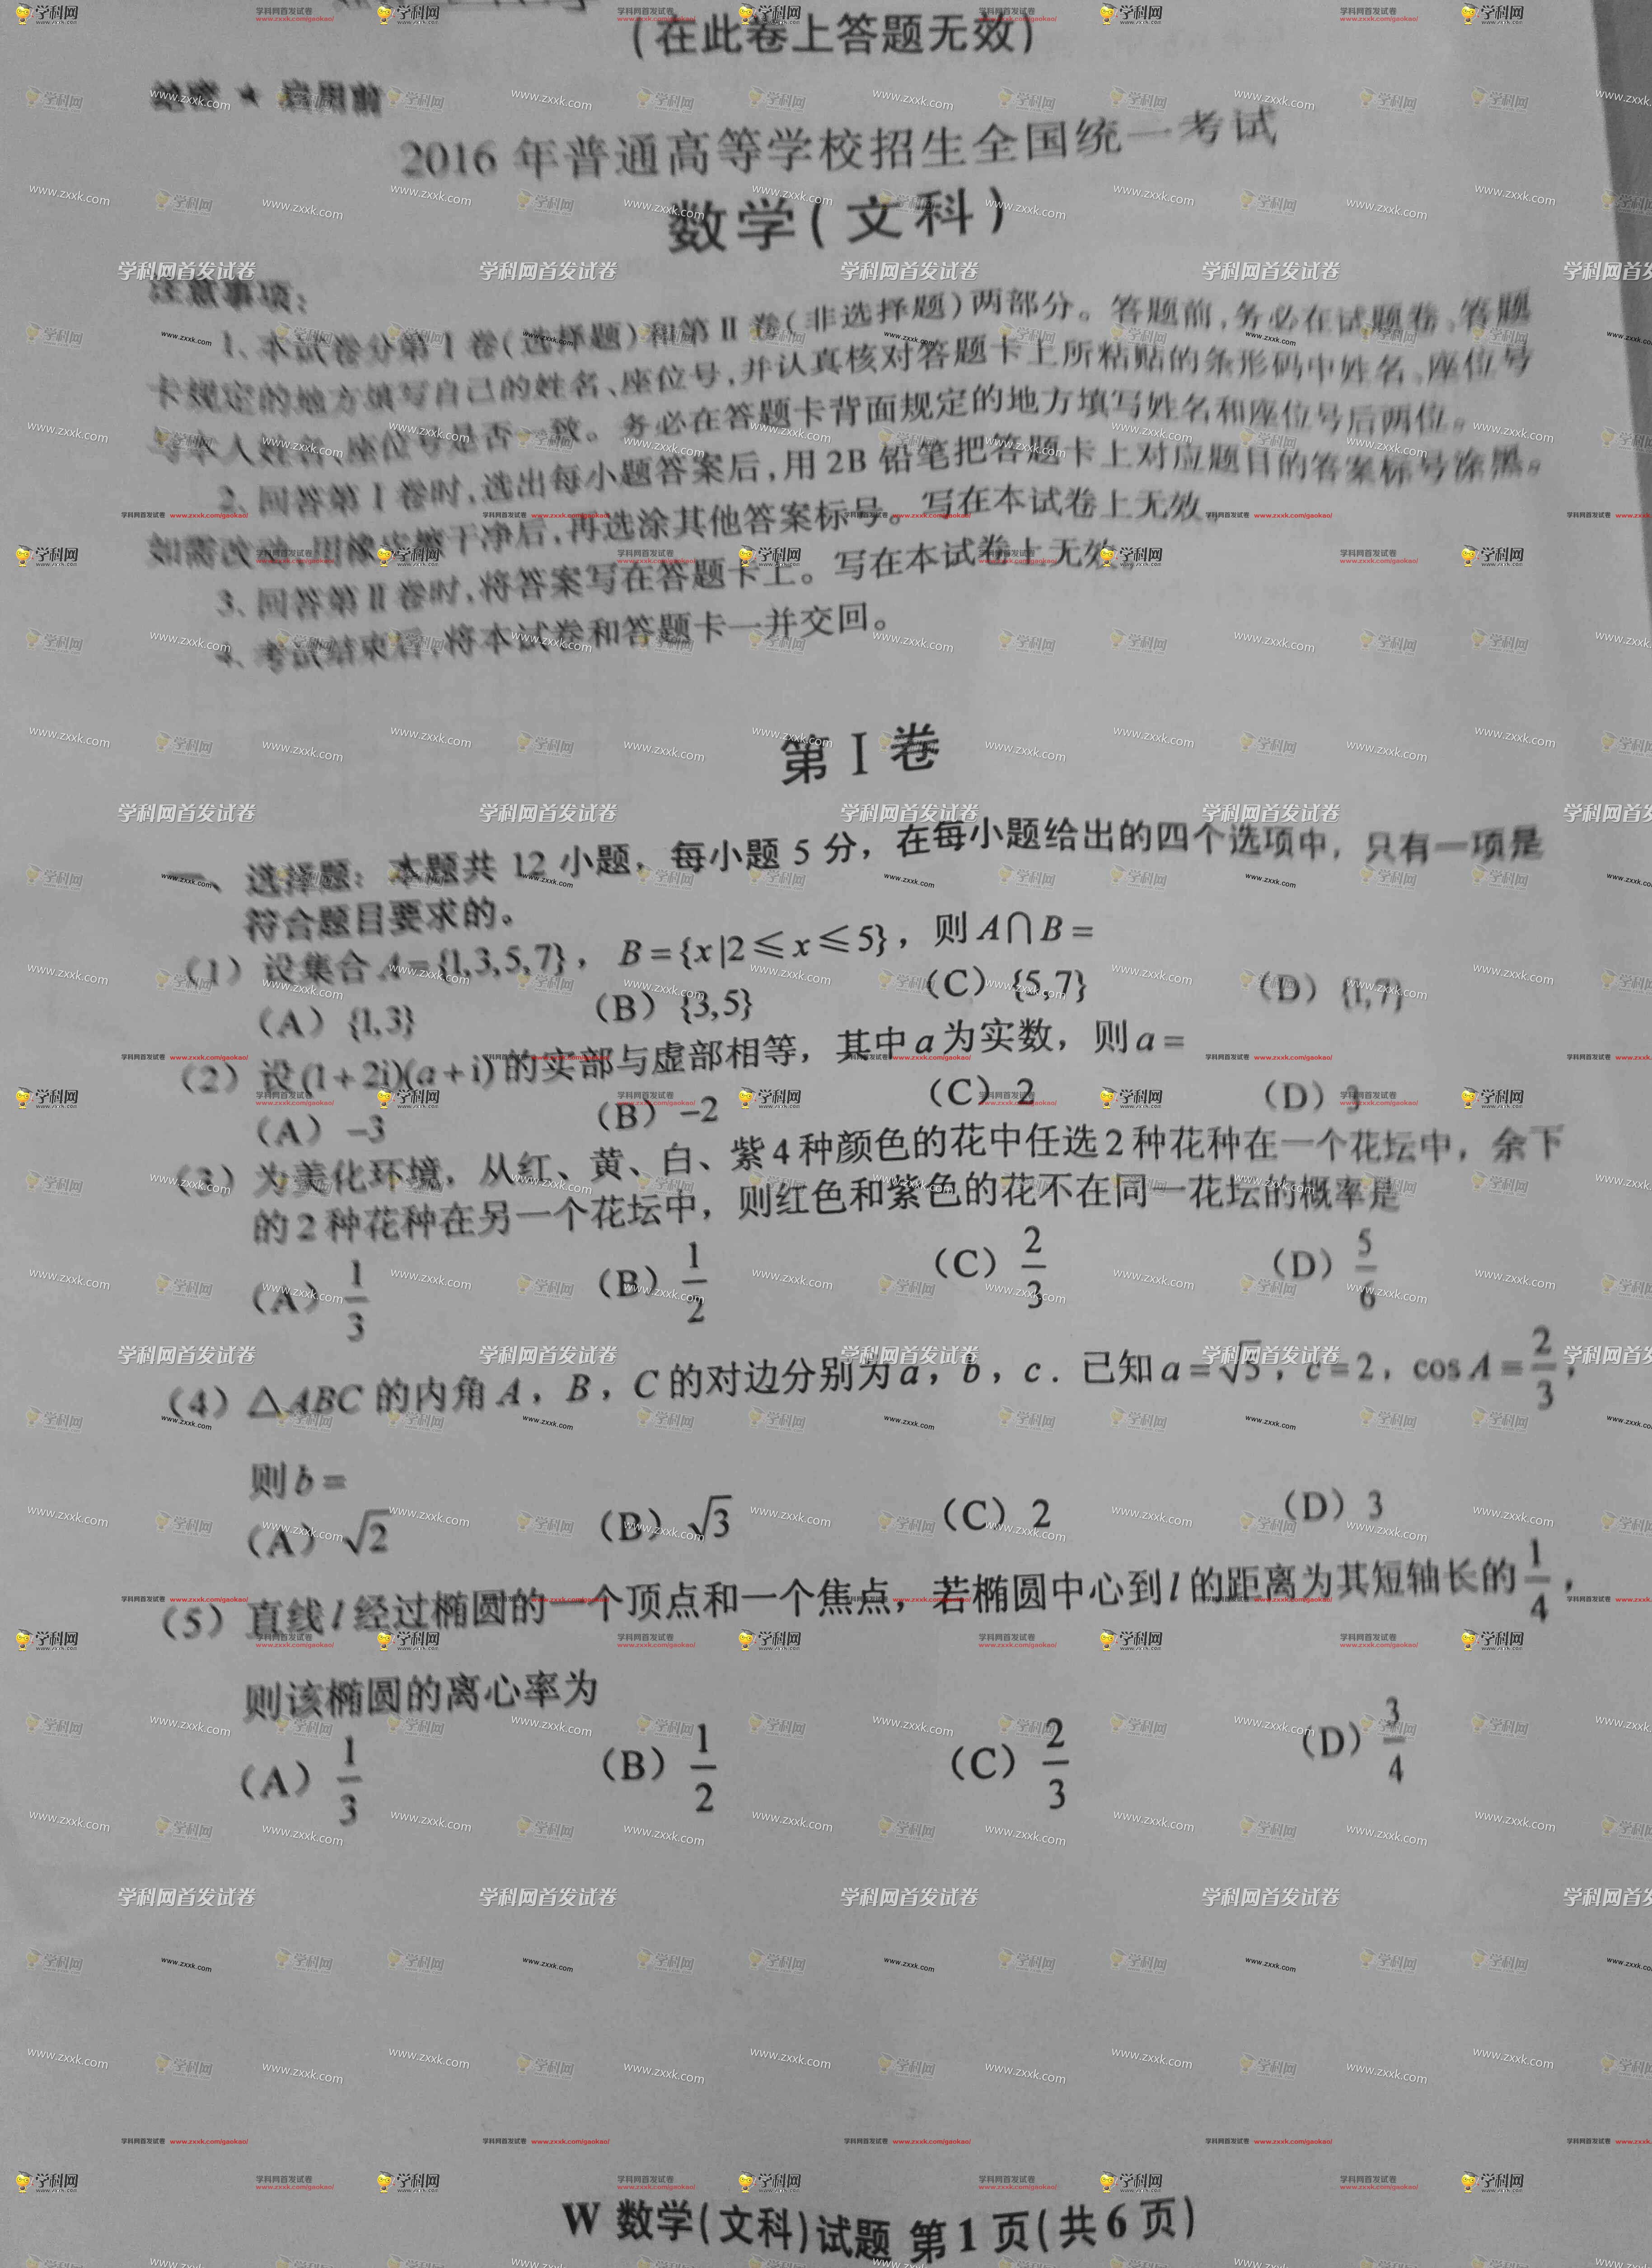 (在此卷上答题无效)
绝密 ★ 启用前
2016 年普通高等学校招生全国统一考试
数学(文科)
注意事项:
1、本试卷分第 I 卷(选择题)和第 II 卷(非选择题)两部分。答题前,务必在试题卷、答题
卡规定的地方填写自己的姓名、座位号,并认真核对答题卡上所粘贴的条形码中姓名、座位号
与本人姓名、座位号是否一致。务必在答题卡背面规定的地方填写姓名和座位号后两位。
2、回答第 I 卷时,选出每小题答案后,用 2B 铅笔把答题卡上对应题目的答案标号涂黑。
如需改动,用橡皮擦干净后,再选涂其他答案标号。写在本试卷上无效。
3、回答第 II 卷时,将答案写在答题卡上。写在本试卷上无效。
4、考试结束后,将本试卷和答题卡一并交回。
第 I 卷
一、选择题:本题共 12 小题,每小题 5 分,在每小题给出的四个选项中,只有一项是
符合题目要求的。
(1)设集合 A={1,3,5,7}, B={x|2≤x≤5},则 A∩B=
(A){1,3} (B){3,5} (C){5,7} (D){1,7}
(2)设(1+2i)(a+i)的实部与虚部相等,其中a为实数,则a=
(A)-3 (B)-2 (C)2 (D)3
(3)为美化环境,从红、黄、白、紫4种颜色的花中任选2种花种在一个花坛中,余下
的2种花种在另一个花坛中,则红色和紫色的花不在同一花坛的概率是
(A)1/3 (B)1/2 (C)2/3 (D)5/6
(4)△ABC 的内角 A,B,C 的对边分别为a,b,c. 已知a=√5,c=2,cos A=2/3,
则b=
(A)√2 (B)√3 (C)2 (D)3
(5)直线l经过椭圆的一个顶点和一个焦点,若椭圆中心到l的距离为其短轴长的1/4,
则该椭圆的离心率为
(A)1/3 (B)1/2 (C)2/3 (D)3/4
W 数学(文科)试题 第 1 页(共 6 页)
学科网
www.zxxk.com
学科网首发试卷
学科网首发试卷 www.zxxk.com/gaokao/